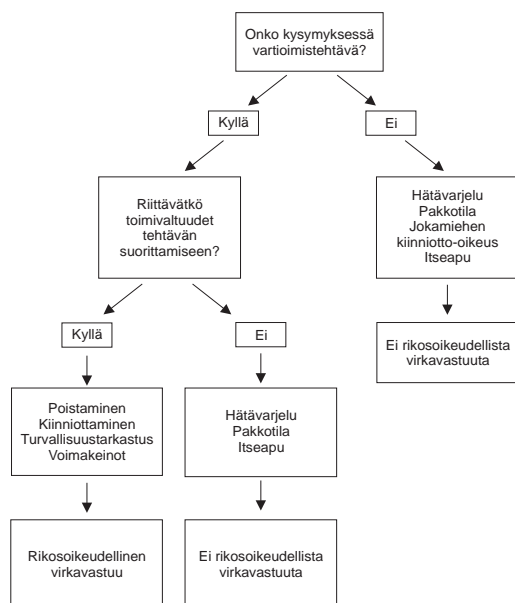 Onko kysymyksessä
vartioimistehtävä?
Kyllä
Ei
Riittävätkö
toimivaltuudet
tehtävän
suorittamiseen?
Hätävarjelu
Pakkotila
Jokamiehen
kiinniotto-oikeus
Itseapu
Kyllä
Ei
Ei rikosoikeudellista
virkavastuuta
Poistaminen
Kiinniottaminen
Turvallisuustarkastus
Voimakeinot
Hätävarjelu
Pakkotila
Itseapu
Rikosoikeudellinen
virkavastuu
Ei rikosoikeudellista
virkavastuuta